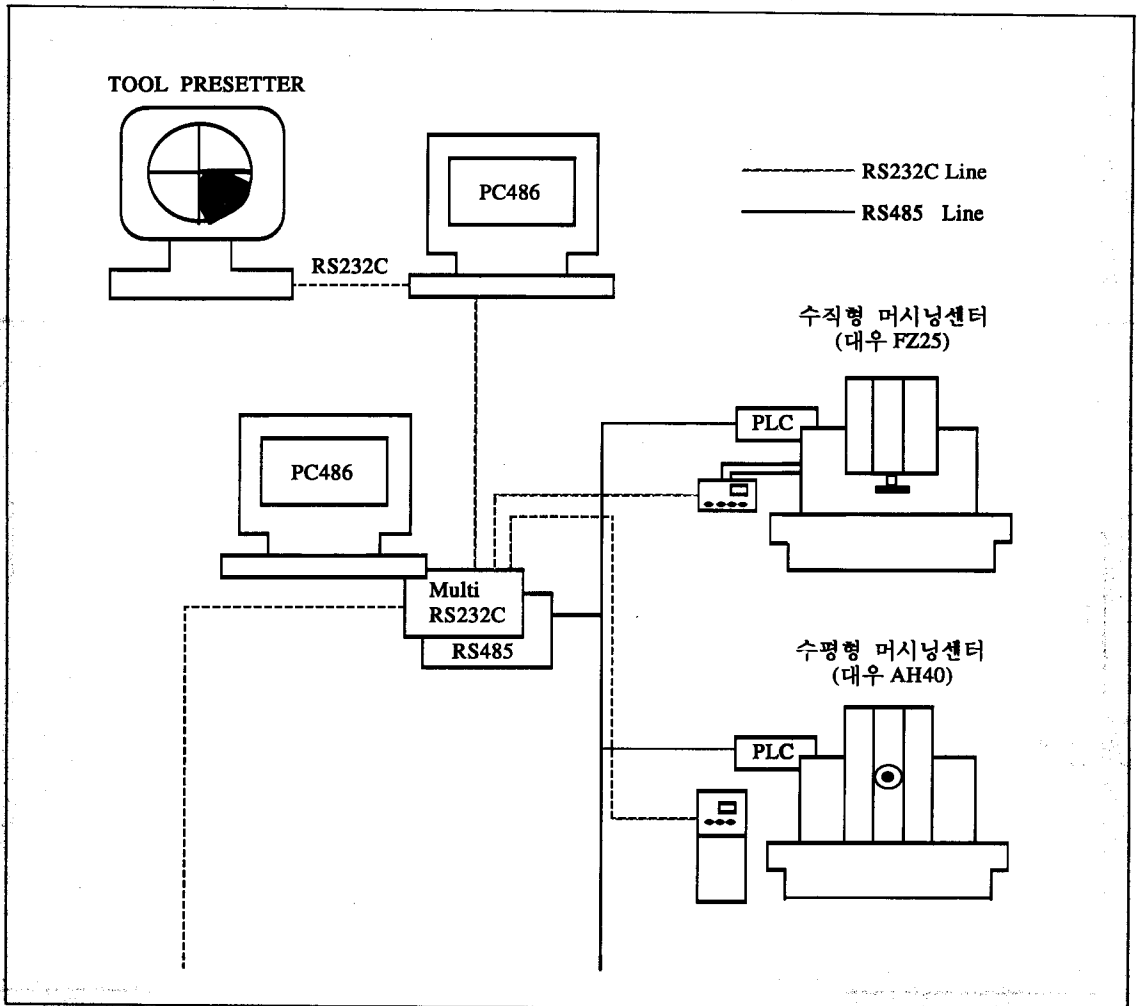 TOOL PRESETTER
PC486
RS232C Line
RS485 Line
RS232C
수직형 머시닝센터
(대우 FZ25)
PLC
PC486
Multi
RS232C
RS485
수평형 머시닝센터
(대우 AH40)
PLC